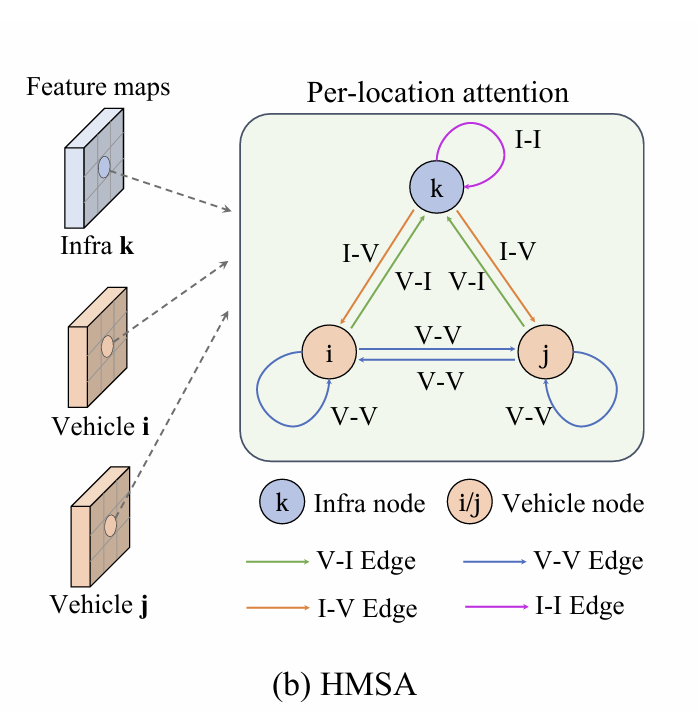 Feature maps
Per-location attention
I-I
k
Infra k
I-V
I-V
V-I
V-I
V-V
i
j
V-V
V-V
V-V
Vehicle i
k Infra node
i/j Vehicle node
V-I Edge
V-V Edge
Vehicle j
I-V Edge
I-I Edge
(b) HMSA